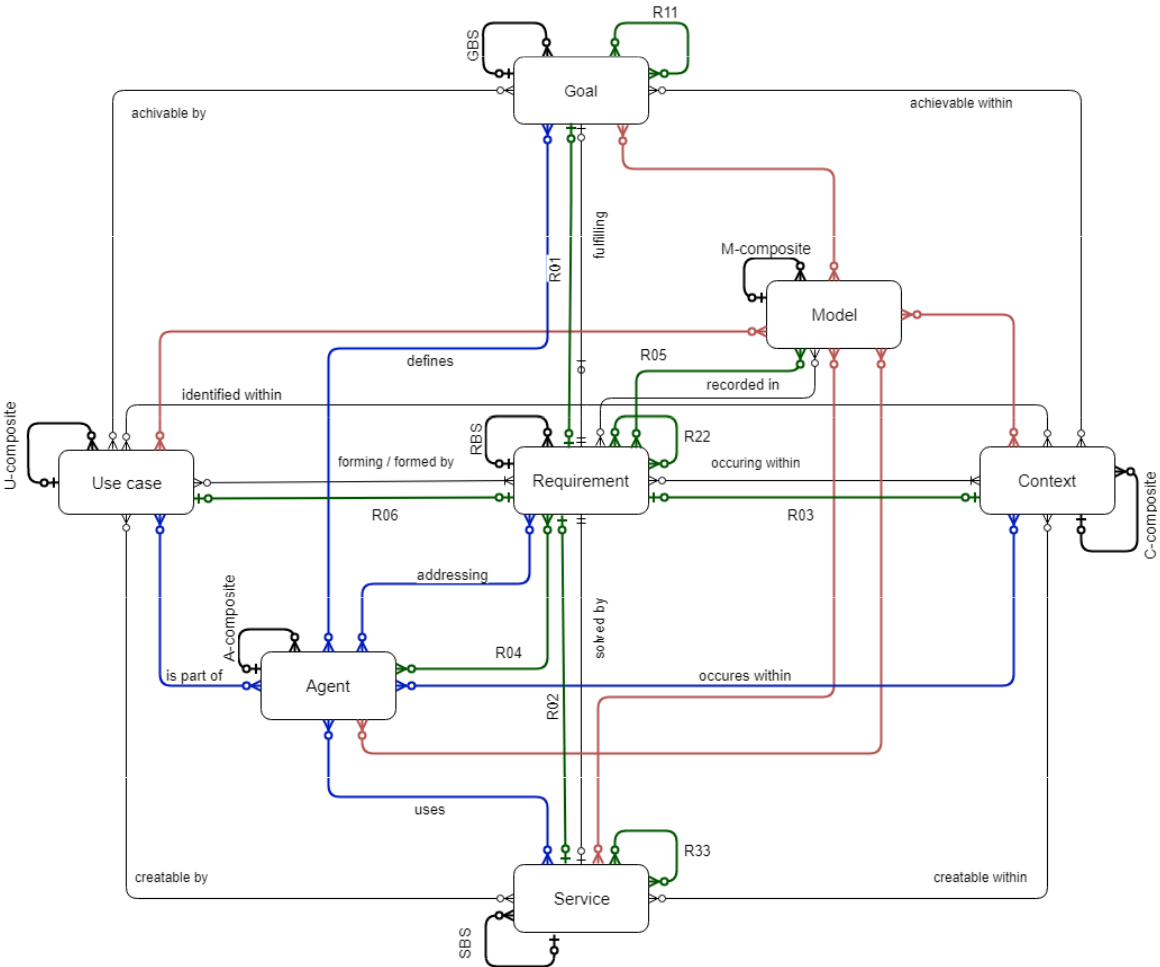 R11
GBS
Goal
achivable by
achievable within
fulfilling
R01
M-composite
Model
defines
R05
recorded in
identified within
U-composite
RBS
R22
Use case
forming / formed by
Requirement
occuring within
Context
R06
R03
C-composite
addressing
A-composite
solved by
R04
is part of
Agent
occures within
R02
uses
R33
creatable by
Service
creatable within
SBS